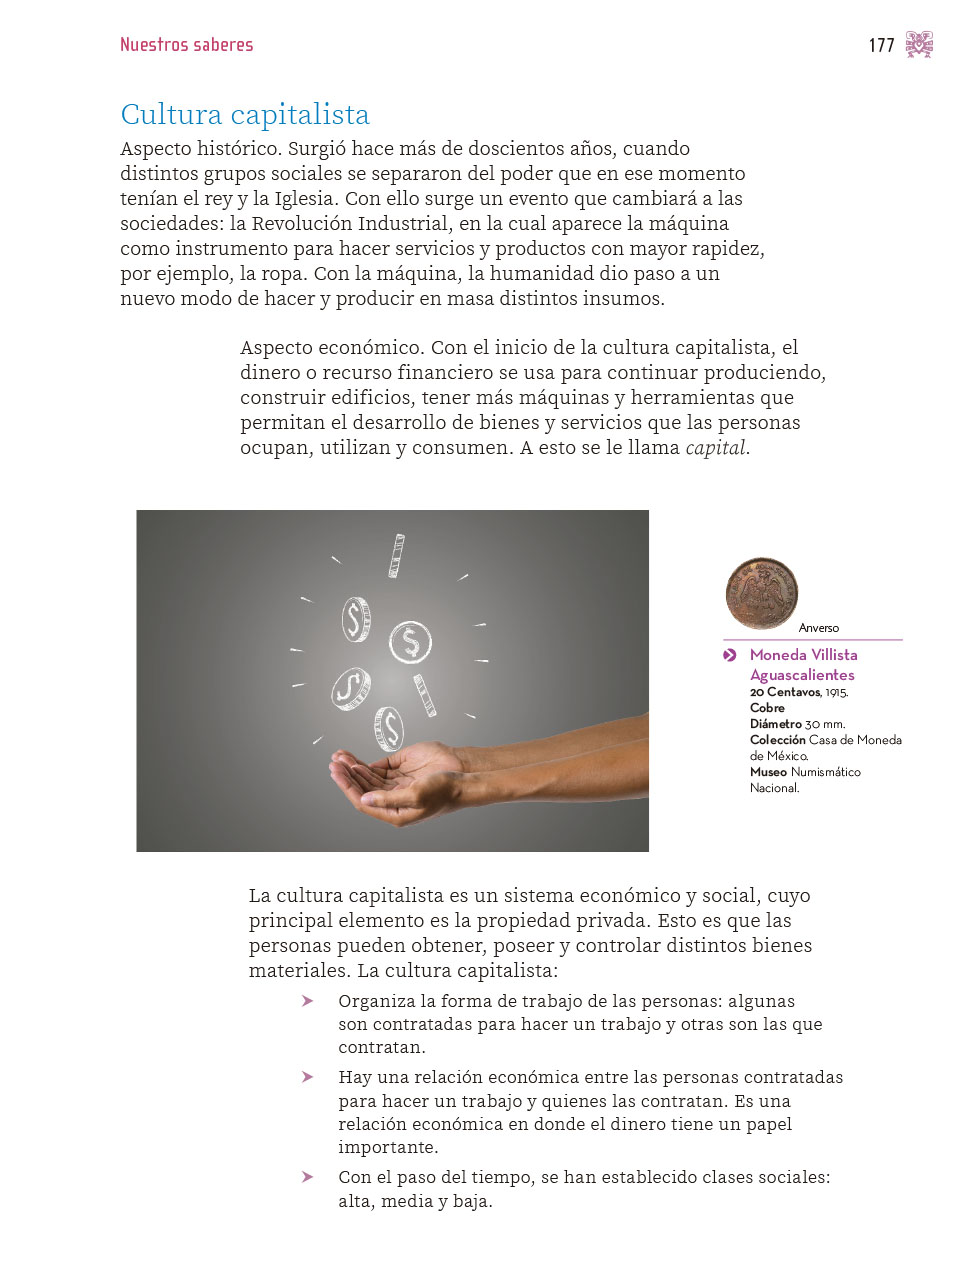 Nuestros saberes
177
Cultura capitalista
Aspecto histórico. Surgió hace más de doscientos años, cuando
distintos grupos sociales se separaron del poder que en ese momento
tenían el rey y la Iglesia. Con ello surge un evento que cambiará a las
sociedades: la Revolución Industrial, en la cual aparece la máquina
como instrumento para hacer servicios y productos con mayor rapidez,
por ejemplo, la ropa. Con la máquina, la humanidad dio paso a un
nuevo modo de hacer y producir en masa distintos insumos.
Aspecto económico. Con el inicio de la cultura capitalista, el
dinero o recurso financiero se usa para continuar produciendo,
construir edificios, tener más máquinas y herramientas que
permitan el desarrollo de bienes y servicios que las personas
ocupan, utilizan y consumen. A esto se le llama capital.
Anverso
Moneda Villista
Aguascalientes
20 Centavos, 1915.
Cobre
Diámetro 30 mm.
Colección Casa de Moneda
de México.
Museo Numismático
Nacional.
La cultura capitalista es un sistema económico y social, cuyo
principal elemento es la propiedad privada. Esto es que las
personas pueden obtener, poseer y controlar distintos bienes
materiales. La cultura capitalista:
Organiza la forma de trabajo de las personas: algunas
son contratadas para hacer un trabajo y otras son las que
contratan.
Hay una relación económica entre las personas contratadas
para hacer un trabajo y quienes las contratan. Es una
relación económica en donde el dinero tiene un papel
importante.
Con el paso del tiempo, se han establecido clases sociales:
alta, media y baja.